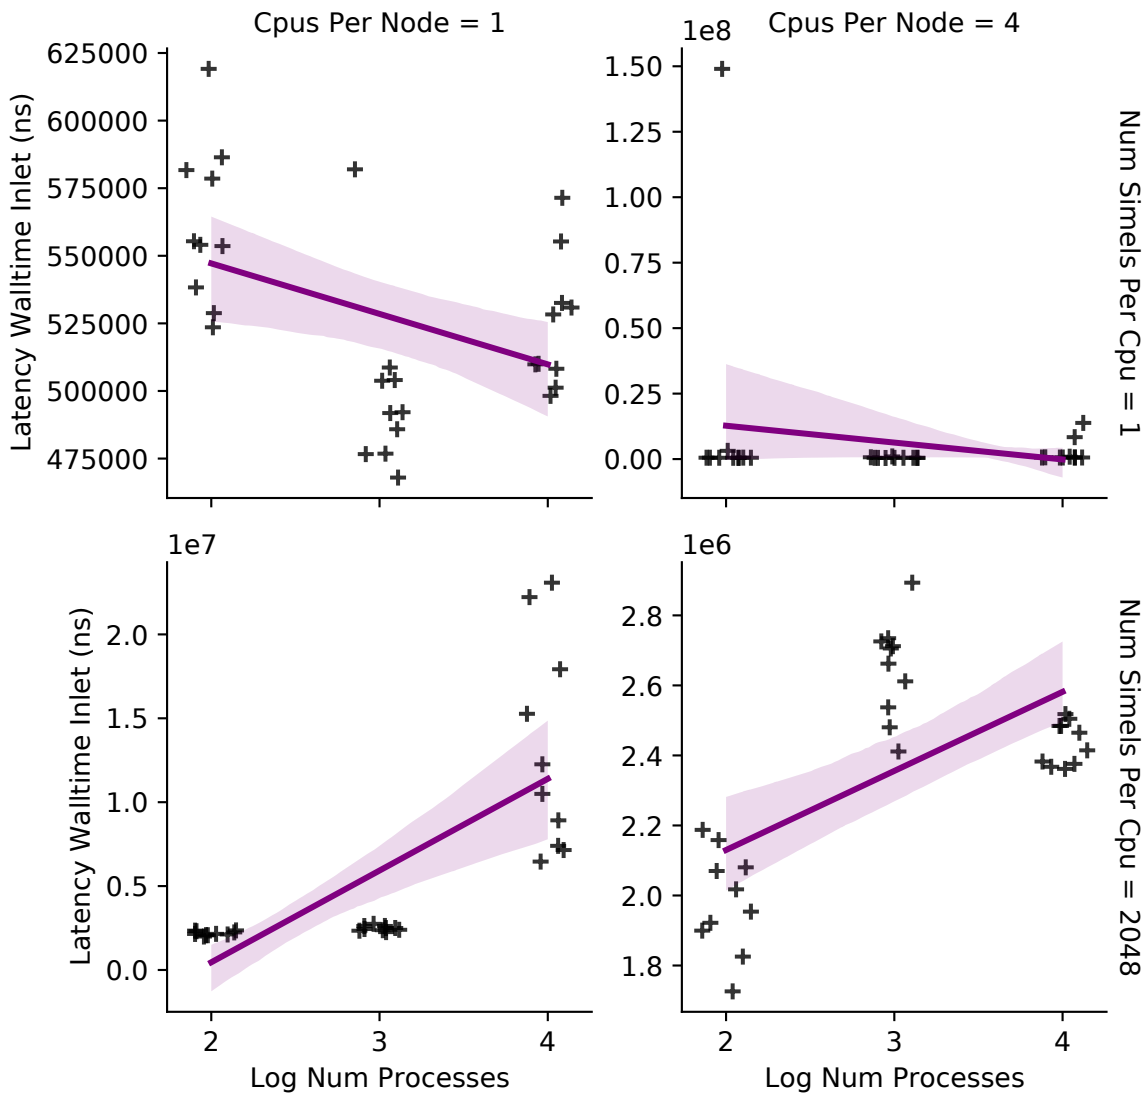 Cpus Per Node = 1
Cpus Per Node = 4
1e8
625000
600000
575000
550000
525000
500000
475000
Latency Walltime Inlet (ns)
1.50
1.25
1.00
0.75
0.50
0.25
0.00
Num Simels Per Cpu = 1
1e7
2.0
1.5
1.0
0.5
0.0
Latency Walltime Inlet (ns)
2
3
4
Log Num Processes
1e6
2.8
2.6
2.4
2.2
2.0
1.8
2
3
4
Log Num Processes
Num Simels Per Cpu = 2048